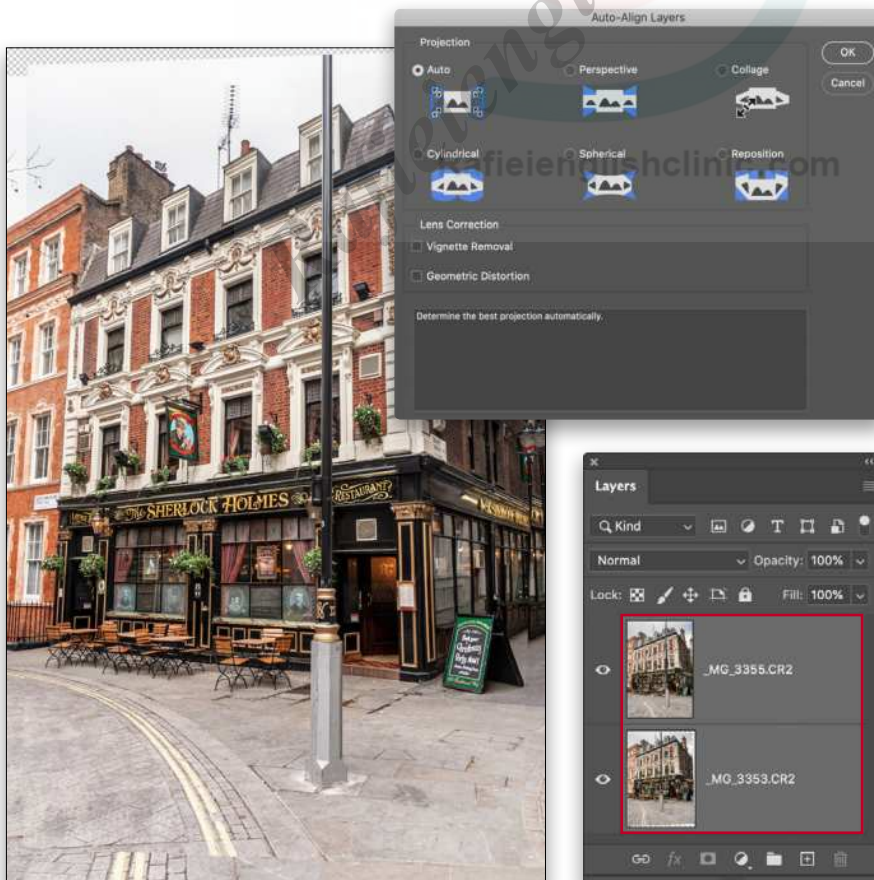 Auto-Align Layers
Projection
OK
Cancel
Auto
Perspective
Collage
Cylindrical
Spherical
Reposition
Lens Correction
Vignette Removal
Geometric Distortion
Determine the best projection automatically.
The SHERLOCK HOLMES
RESTAURANT
Layers
Kind
Normal
Opacity: 100%
Lock:
Fill: 100%
_MG_3355.CR2
_MG_3353.CR2
fx